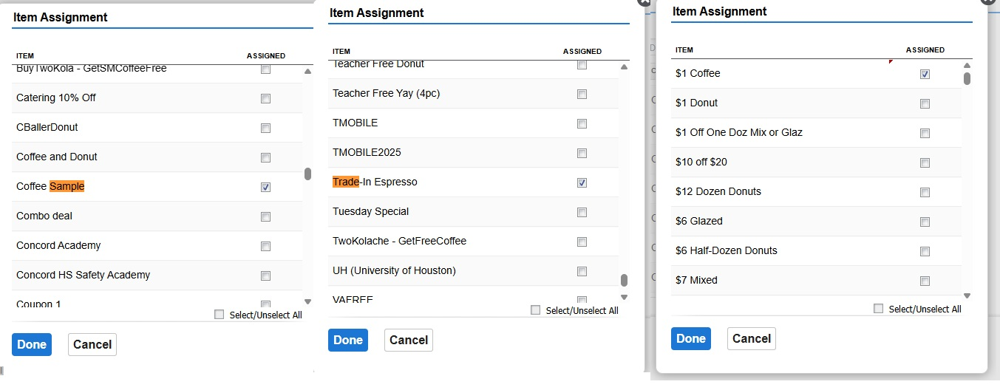 Item Assignment
ITEM ASSIGNED
BuyTwoKola - GetSMCoffeeFree
Catering 10% Off
CBallerDonut
Coffee and Donut
Coffee Sample
Combo deal
Concord Academy
Concord HS Safety Academy
Coupon 1
Select/Unselect All
Done Cancel
Item Assignment
ITEM ASSIGNED
Teacher Free Donut
Teacher Free Yay (4pc)
TMOBILE
TMOBILE2025
Trade-In Espresso
Tuesday Special
TwoKolache - GetFreeCoffee
UH (University of Houston)
VAFREE
Select/Unselect All
Done Cancel
Item Assignment
ITEM ASSIGNED
$1 Coffee
$1 Donut
$1 Off One Doz Mix or Glaz
$10 off $20
$12 Dozen Donuts
$6 Glazed
$6 Half-Dozen Donuts
$7 Mixed
Select/Unselect All
Done Cancel